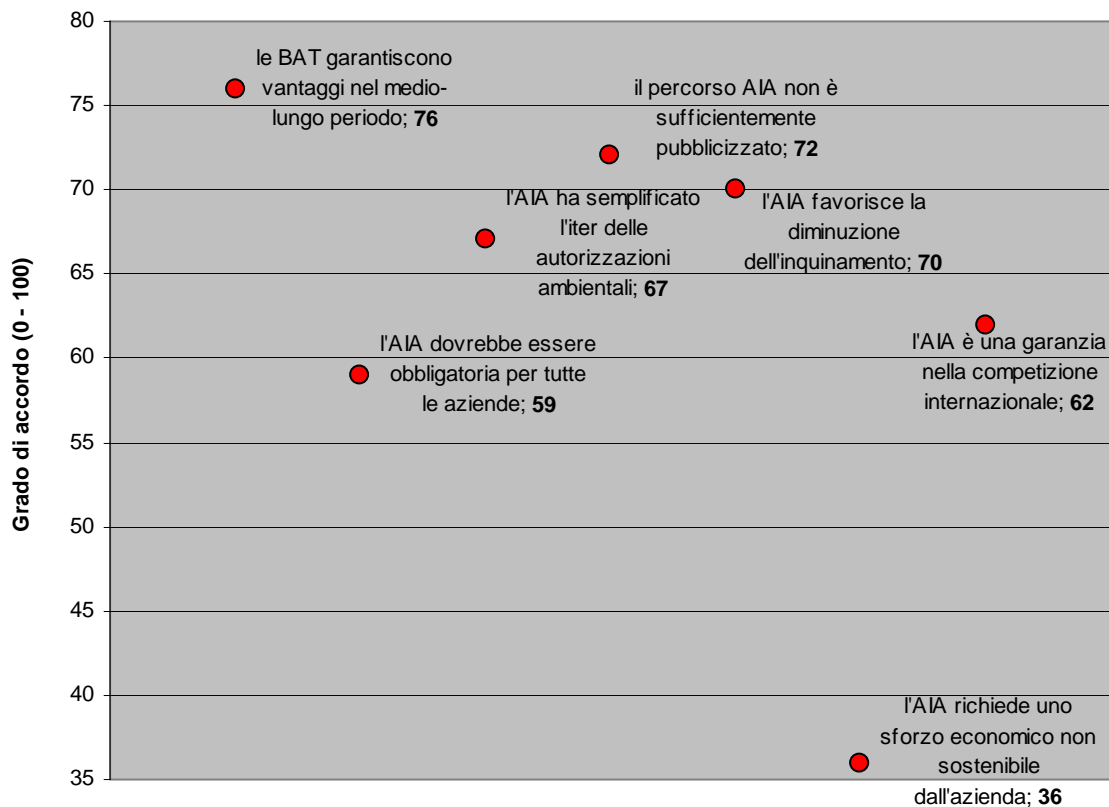 80
75
70
65
60
55
50
45
40
35
Grado di accordo (0 - 100)
le BAT garantiscono
vantaggi nel medio-
lungo periodo; 76
il percorso AIA non è
sufficientemente
pubblicizzato; 72
l'AIA ha semplificato
l'iter delle
autorizzazioni
ambientali; 67
l'AIA favorisce la
diminuzione
dell'inquinamento; 70
l'AIA dovrebbe essere
obbligatoria per tutte
le aziende; 59
l'AIA è una garanzia
nella competizione
internazionale; 62
l'AIA richiede uno
sforzo economico non
sostenibile
dall'azienda; 36